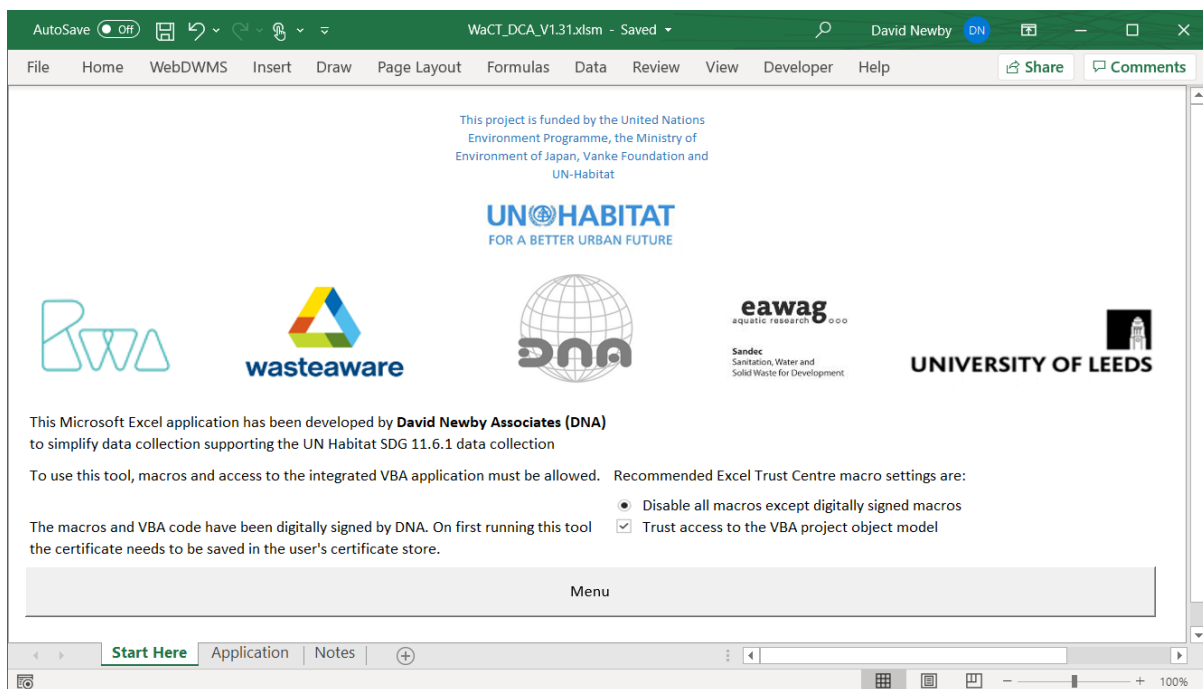 AutoSave Off WaCT_DCA_V1.31.xlsm - Saved David Newby DN
File Home WebDWMS Insert Draw Page Layout Formulas Data Review View Developer Help Share Comments
This project is funded by the United Nations
Environment Programme, the Ministry of
Environment of Japan, Vanke Foundation and
UN-Habitat
UN HABITAT
FOR A BETTER URBAN FUTURE
RWA
wasteaware
DNA
eawag
aquatic research
Sandec
Sanitation, Water and
Solid Waste for Development
UNIVERSITY OF LEEDS
This Microsoft Excel application has been developed by David Newby Associates (DNA)
to simplify data collection supporting the UN Habitat SDG 11.6.1 data collection
To use this tool, macros and access to the integrated VBA application must be allowed. Recommended Excel Trust Centre macro settings are:
Disable all macros except digitally signed macros
The macros and VBA code have been digitally signed by DNA. On first running this tool Trust access to the VBA project object model
the certificate needs to be saved in the user's certificate store.
Menu
Start Here Application Notes
100%